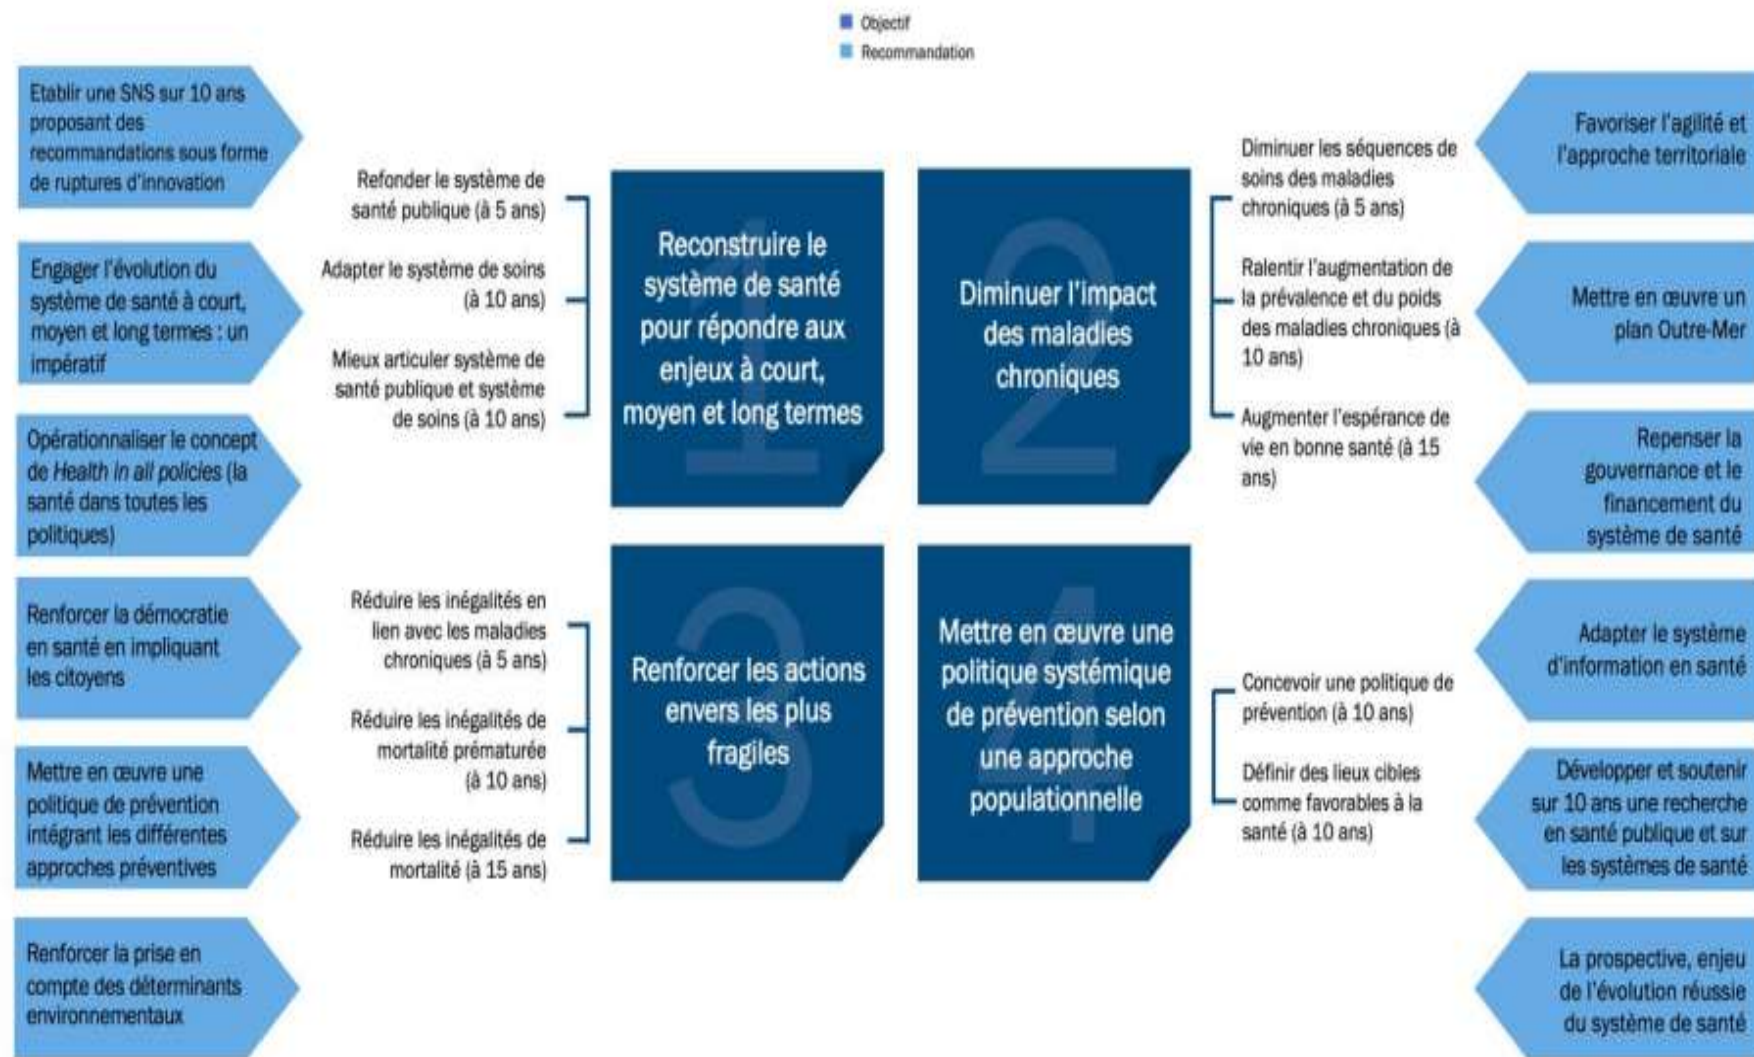 Objectif
Recommandation
Etablir une SNS sur 10 ans
proposant des
recommandations sous forme
de ruptures d'innovation
Engager l'évolution du
système de santé à court,
moyen et long termes : un
impératif
Opérationnaliser le concept
de Health in all policies (la
santé dans toutes les
politiques)
Renforcer la démocratie
en santé en impliquant
les citoyens
Mettre en œuvre une
politique de prévention
intégrant les différentes
approches préventives
Renforcer la prise en
compte des déterminants
environnementaux
Refonder le système de
santé publique (à 5 ans)
Adapter le système de soins
(à 10 ans)
Mieux articuler système de
santé publique et système
de soins (à 10 ans)
1
Reconstruire le
système de santé
pour répondre aux
enjeux à court,
moyen et long termes
2
Diminuer l'impact
des maladies
chroniques
Diminuer les séquences de
soins des maladies
chroniques (à 5 ans)
Ralentir l'augmentation de
la prévalence et du poids
des maladies chroniques (à
10 ans)
Augmenter l'espérance de
vie en bonne santé (à 15
ans)
Réduire les inégalités en
lien avec les maladies
chroniques (à 5 ans)
Réduire les inégalités de
mortalité prématurée
(à 10 ans)
Réduire les inégalités de
mortalité (à 15 ans)
3
Renforcer les actions
envers les plus
fragiles
4
Mettre en œuvre une
politique systémique
de prévention selon
une approche
populationnelle
Concevoir une politique de
prévention (à 10 ans)
Définir des lieux cibles
comme favorables à la
santé (à 10 ans)
Favoriser l'agilité et
l'approche territoriale
Mettre en œuvre un
plan Outre-Mer
Repenser la
gouvernance et le
financement du
système de santé
Adapter le système
d'information en santé
Développer et soutenir
sur 10 ans une recherche
en santé publique et sur
les systèmes de santé
La prospective, enjeu
de l'évolution réussie
du système de santé